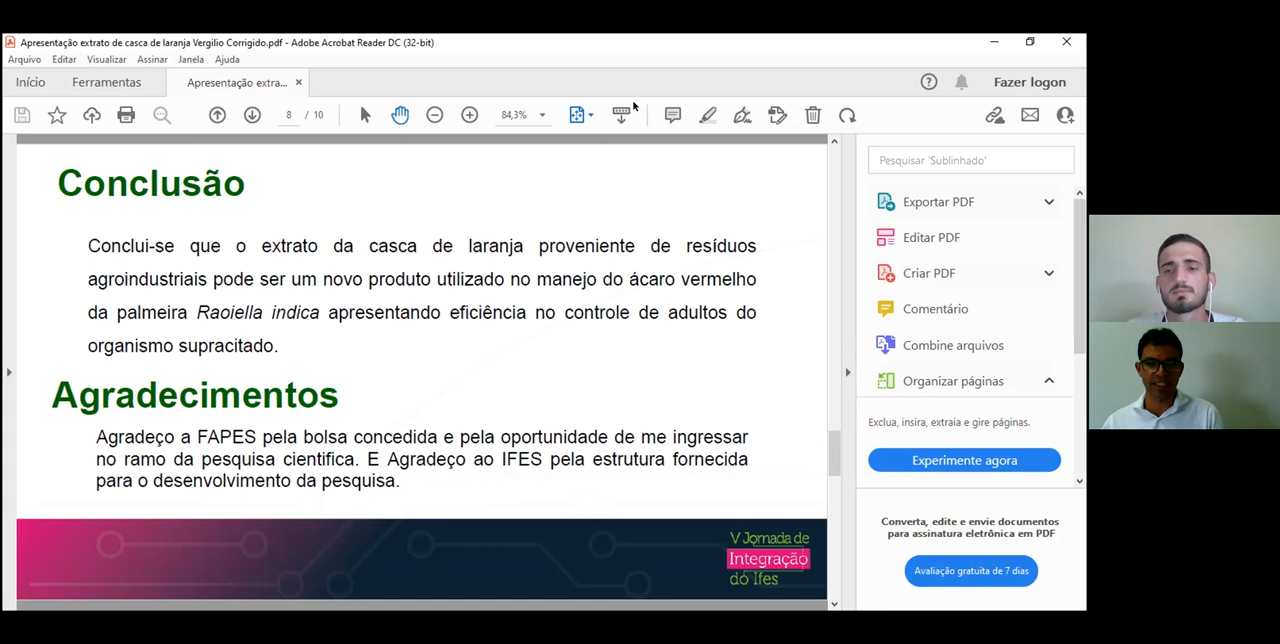 Apresentação extrato de casca de laranja Vergilio Corrigido.pdf - Adobe Acrobat Reader DC (32-bit)
Arquivo Editar Visualizar Assinar Janela Ajuda
Início Ferramentas Apresentação extra... × Fazer logon
8 / 10 84,3%
Conclusão
Conclui-se que o extrato da casca de laranja proveniente de resíduos
agroindustriais pode ser um novo produto utilizado no manejo do ácaro vermelho
da palmeira Raoiella indica apresentando eficiência no controle de adultos do
organismo supracitado.
Agradecimentos
Agradeço a FAPES pela bolsa concedida e pela oportunidade de me ingressar
no ramo da pesquisa cientifica. E Agradeço ao IFES pela estrutura fornecida
para o desenvolvimento da pesquisa.
V Jornada de
Integração
do Ifes
Pesquisar 'Sublinhado'
Exportar PDF
Editar PDF
Criar PDF
Comentário
Combine arquivos
Organizar páginas
Exclua, insira, extraia e gire páginas.
Experimente agora
Converta, edite e envie documentos
para assinatura eletrônica em PDF
Avaliação gratuita de 7 dias